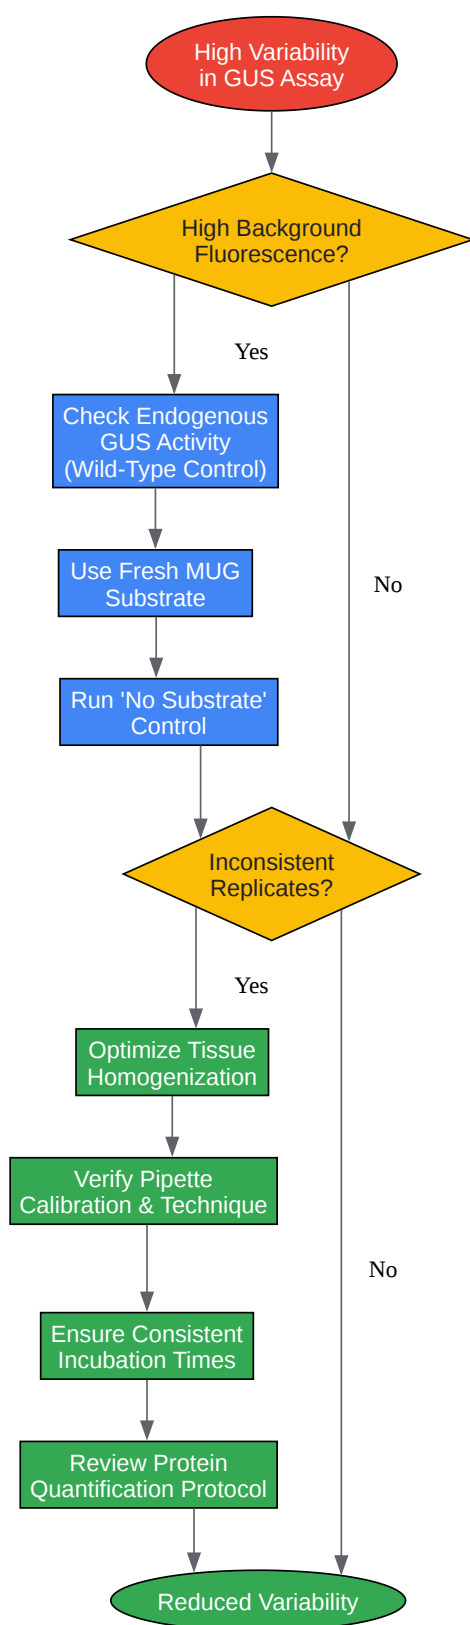 High Variability
in GUS Assay
High Background
Fluorescence?
Yes
Check Endogenous
GUS Activity
(Wild-Type Control)
Use Fresh MUG
Substrate
No
Run 'No Substrate'
Control
Inconsistent
Replicates?
Yes
Optimize Tissue
Homogenization
Verify Pipette
Calibration & Technique
No
Ensure Consistent
Incubation Times
Review Protein
Quantification Protocol
Reduced Variability